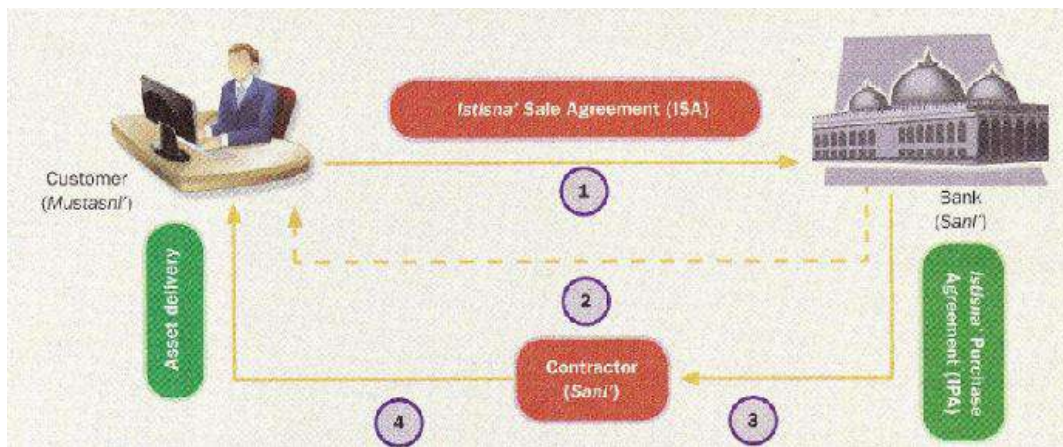 Istisna' Sale Agreement (ISA)
Customer
(Mustasni')
1
Bank
(Sani')
Asset delivery
2
Istisna' Purchase
Agreement (IPA)
Contractor
(Sani')
4
3